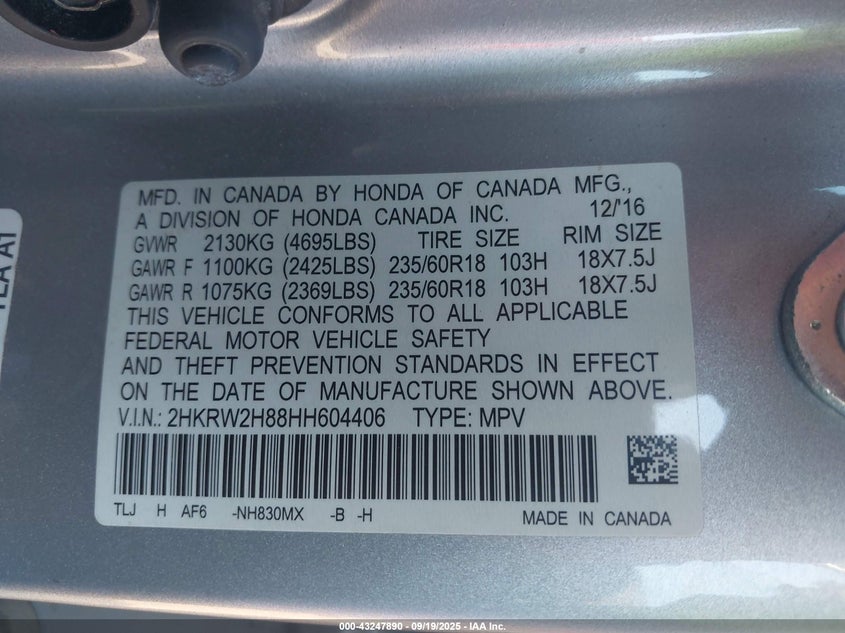 MFD. IN CANADA BY HONDA OF CANADA MFG.,
A DIVISION OF HONDA CANADA INC. 12/'16
GVWR 2130KG (4695LBS) TIRE SIZE RIM SIZE
GAWR F 1100KG (2425LBS) 235/60R18 103H 18X7.5J
GAWR R 1075KG (2369LBS) 235/60R18 103H 18X7.5J
THIS VEHICLE CONFORMS TO ALL APPLICABLE
FEDERAL MOTOR VEHICLE SAFETY
AND THEFT PREVENTION STANDARDS IN EFFECT
ON THE DATE OF MANUFACTURE SHOWN ABOVE.
V.I.N.: 2HKRW2H88HH604406 TYPE: MPV
TLJ H AF6 -NH830MX -B -H MADE IN CANADA
TLA A1
000-43247890 - 09/19/2025 - IAA Inc.